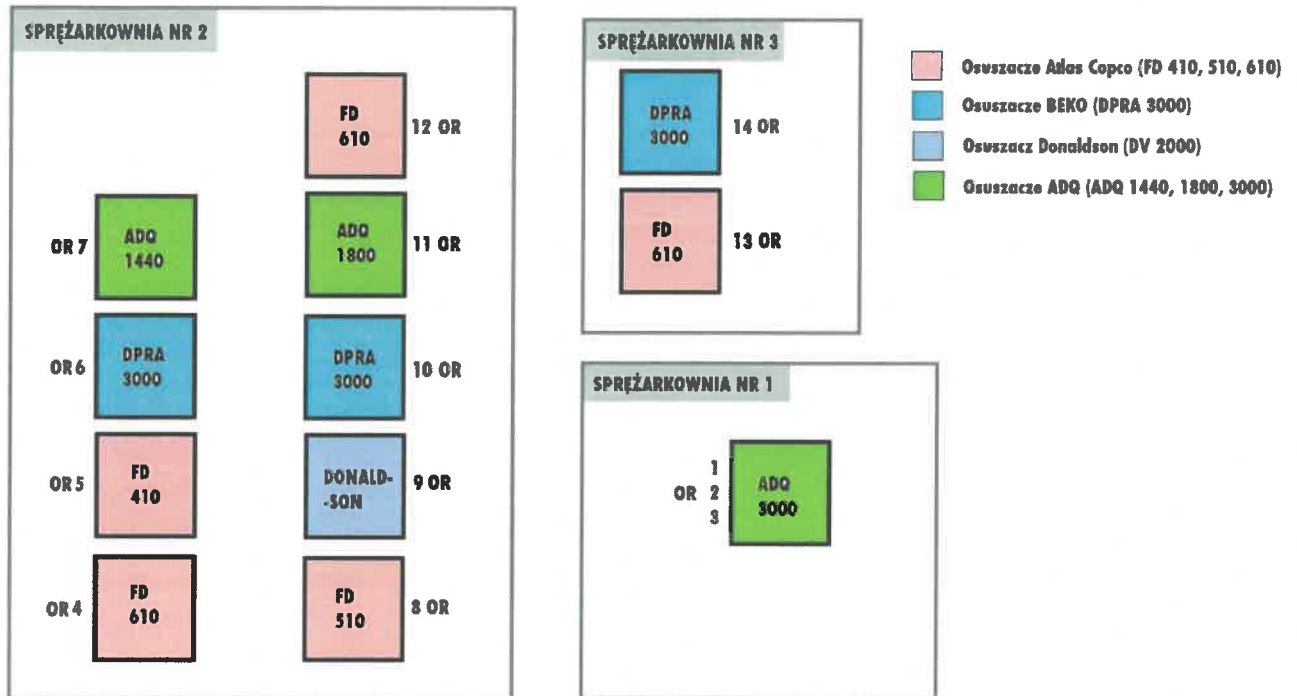 SPRĘŻARKOWNIA NR 2
FD
610
12 OR
OR 7
ADQ
1440
ADQ
1800
11 OR
OR 6
DPRA
3000
DPRA
3000
10 OR
OR 5
FD
410
DONALD-
-SON
9 OR
OR 4
FD
610
FD
510
8 OR
SPRĘŻARKOWNIA NR 3
DPRA
3000
14 OR
FD
610
13 OR
SPRĘŻARKOWNIA NR 1
1
OR 2
3
ADQ
3000
Osuszacze Atlas Copco (FD 410, 510, 610)
Osuszacze BEKO (DPRA 3000)
Osuszacz Donaldson (DV 2000)
Osuszacze ADQ (ADQ 1440, 1800, 3000)